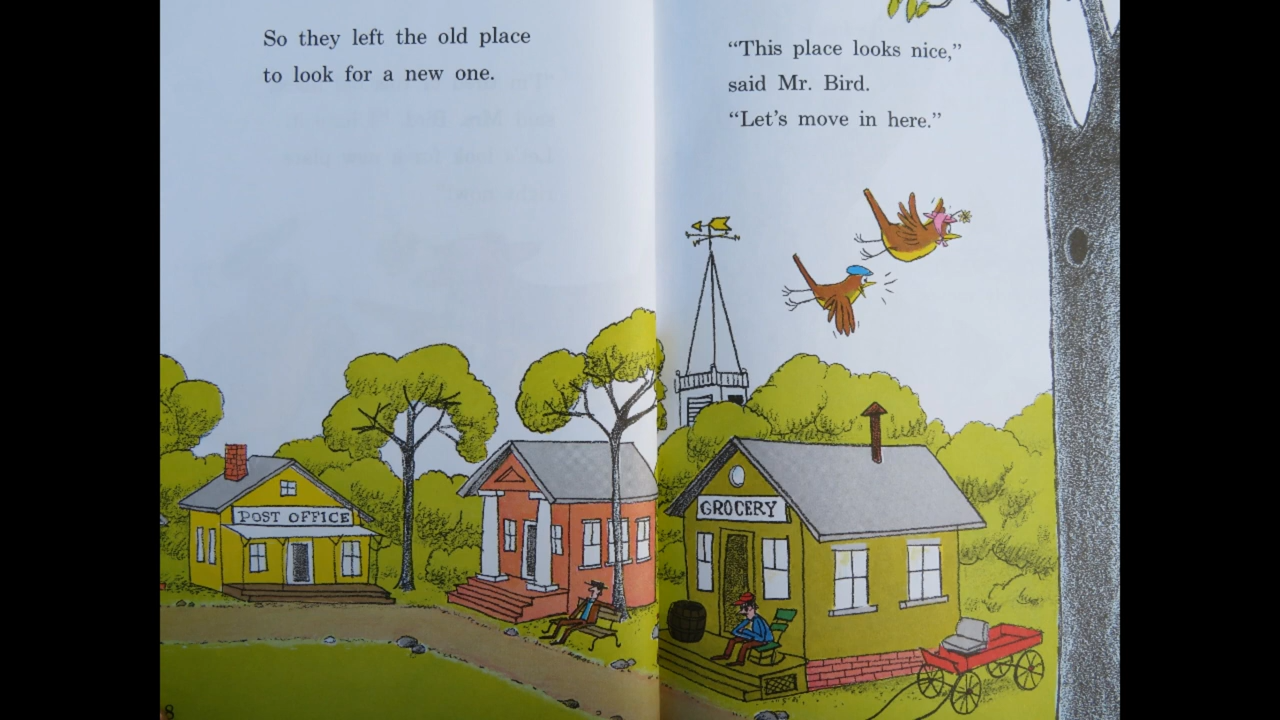 So they left the old place
to look for a new one.
8
“This place looks nice,”
said Mr. Bird.
“Let’s move in here.”
POST OFFICE
GROCERY